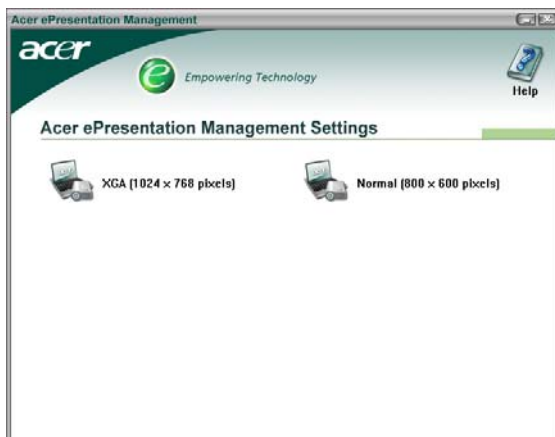 Acer ePresentation Management
acer
e
Empowering Technology
Help
Acer ePresentation Management Settings
XGA (1024 x 768 pixels)
Normal (800 x 600 pixels)